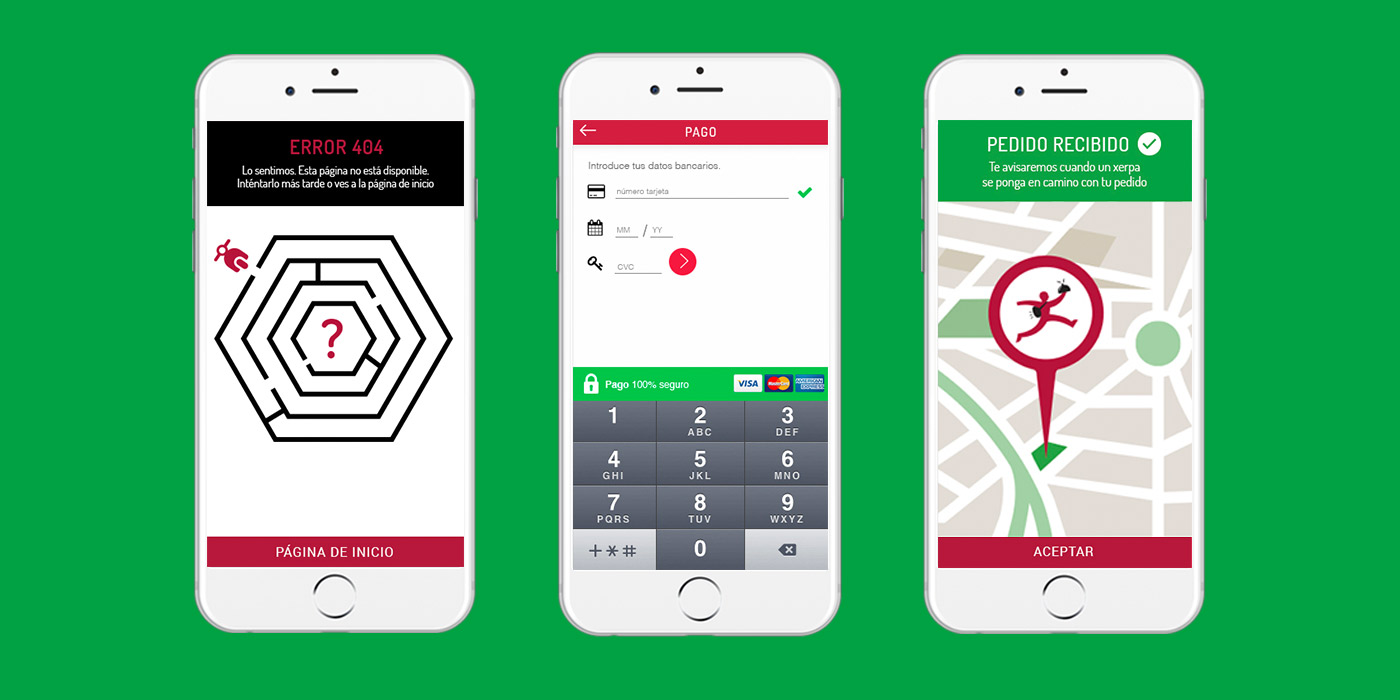 ERROR 404
Lo sentimos. Esta página no está disponible.
Inténtarlo más tarde o ves a la página de inicio
?
PÁGINA DE INICIO
PAGO
Introduce tus datos bancarios.
número tarjeta
MM / YY
CVC
Pago 100% seguro
VISA MasterCard AMERICAN EXPRESS
1 2 3
ABC DEF
4 5 6
GHI JKL MNO
7 8 9
PQRS TUV WXYZ
+*# 0
PEDIDO RECIBIDO
Te avisaremos cuando un xerpa
se ponga en camino con tu pedido
ACEPTAR